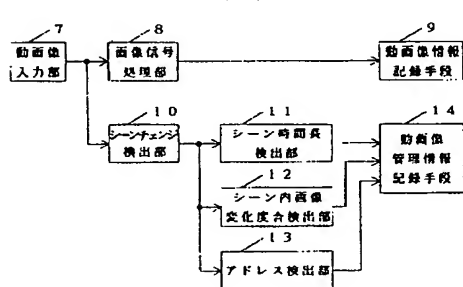 7
動画像
入力部
8
画像信号
処理部
9
動画像情報
記録手段
10
シーンチェンジ
検出部
11
シーン時間長
検出部
12
シーン内画像
変化度合検出部
13
アドレス検出部
14
動画像
管理情報
記録手段